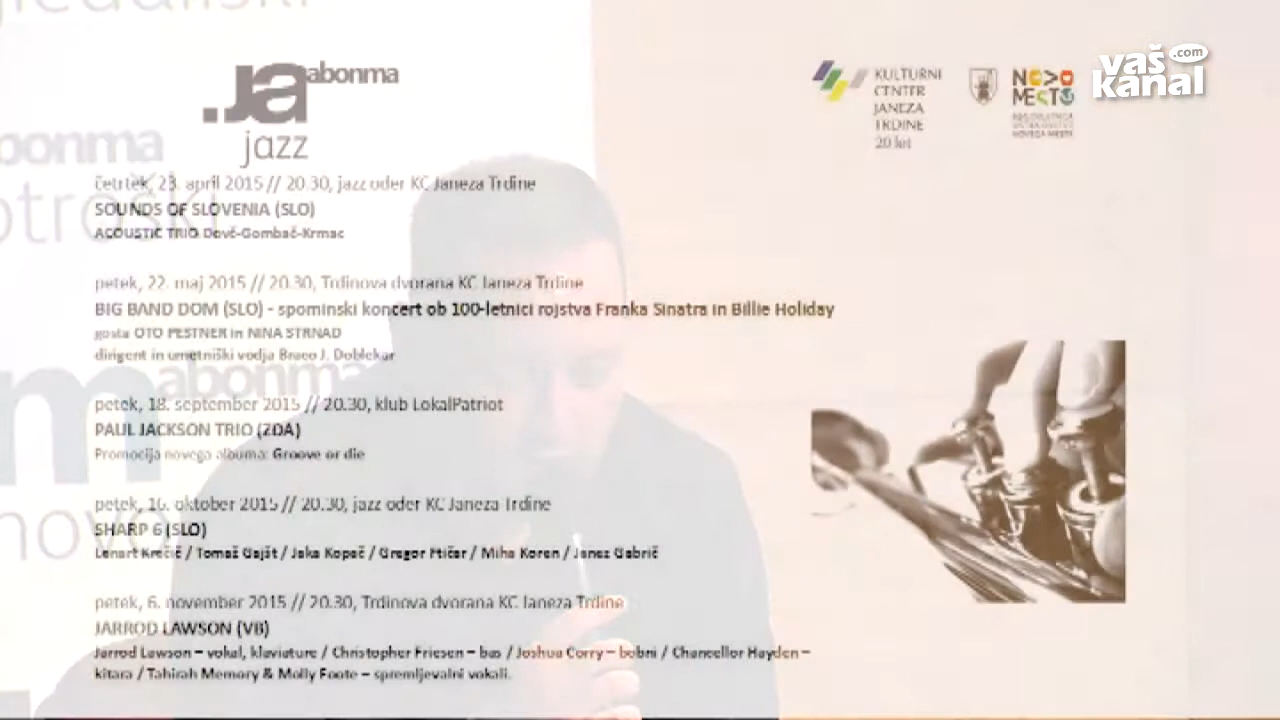 gledališki
.ja abonma
jazz
KULTURNI
CENTER
JANEZA
TRDINE
20 let
NOVO
MESTO
vaš .com
kanal
abonma
otroški
četrtek, 23. april 2015 // 20.30, jazz oder KC Janeza Trdine
SOUNDS OF SLOVENIA (SLO)
ACOUSTIC TRIO Dovč-Gombač-Krmac
petek, 22. maj 2015 // 20.30, Trdinova dvorana KC Janeza Trdine
BIG BAND DOM (SLO) - spominski koncert ob 100-letnici rojstva Franka Sinatra in Billie Holiday
gosta OTO PESTNER in NINA STRNAD
dirigent in umetniški vodja Braco J. Doblekar
abonma
petek, 18. september 2015 // 20.30, klub LokalPatriot
PAUL JACKSON TRIO (ZDA)
Promocija novega albuma: Groove or die
petek, 16. oktober 2015 // 20.30, jazz oder KC Janeza Trdine
SHARP 6 (SLO)
Lenart Krečič / Tomaž Gajšt / Jaka Kopač / Gregor Ftičar / Miha Koren / Janez Gabrič
petek, 6. november 2015 // 20.30, Trdinova dvorana KC Janeza Trdine
JARROD LAWSON (VB)
Jarrod Lawson – vokal, klaviature / Christopher Friesen – bas / Joshua Corry – bobni / Chancellor Hayden –
kitara / Tahirah Memory & Molly Foote – spremljevalni vokali.